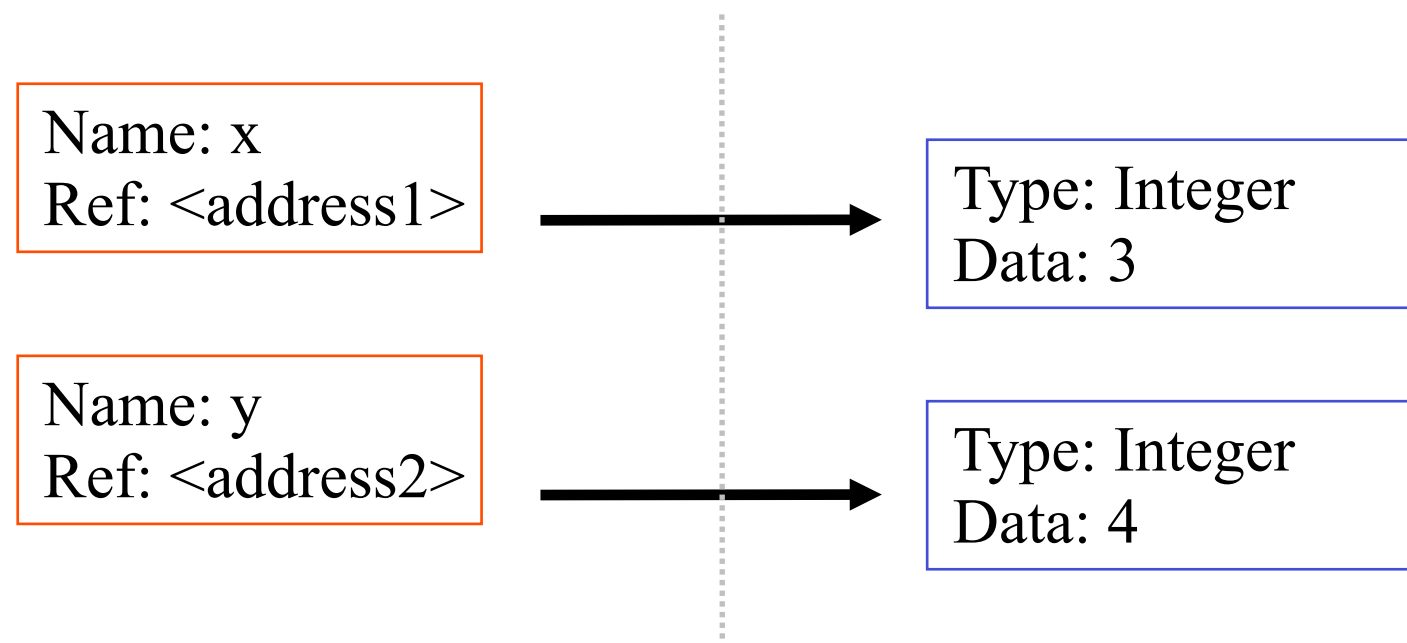 Name: x
Ref: <address1>
Type: Integer
Data: 3
Name: y
Ref: <address2>
Type: Integer
Data: 4